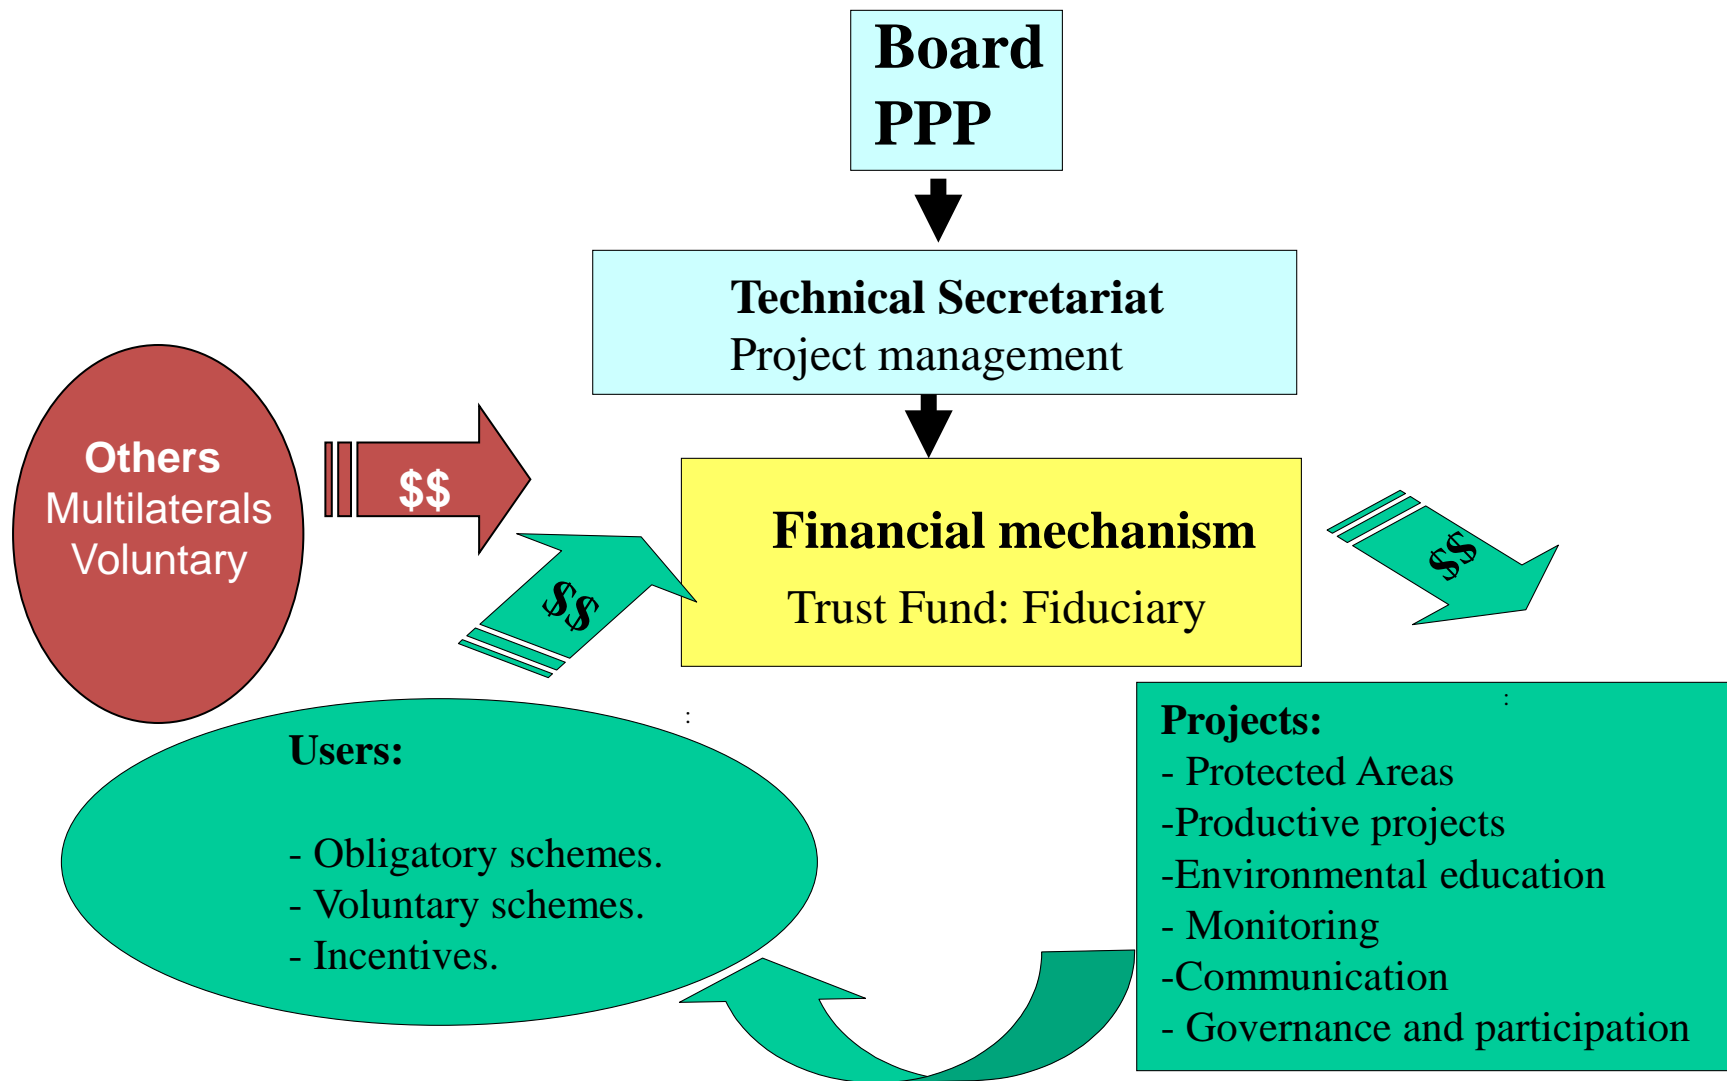 Board
PPP
Technical Secretariat
Project management
Others
Multilaterals
Voluntary
$$
$$
Financial mechanism
Trust Fund: Fiduciary
$$
:
Users:
- Obligatory schemes.
- Voluntary schemes.
- Incentives.
:
Projects:
- Protected Areas
-Productive projects
-Environmental education
- Monitoring
-Communication
- Governance and participation